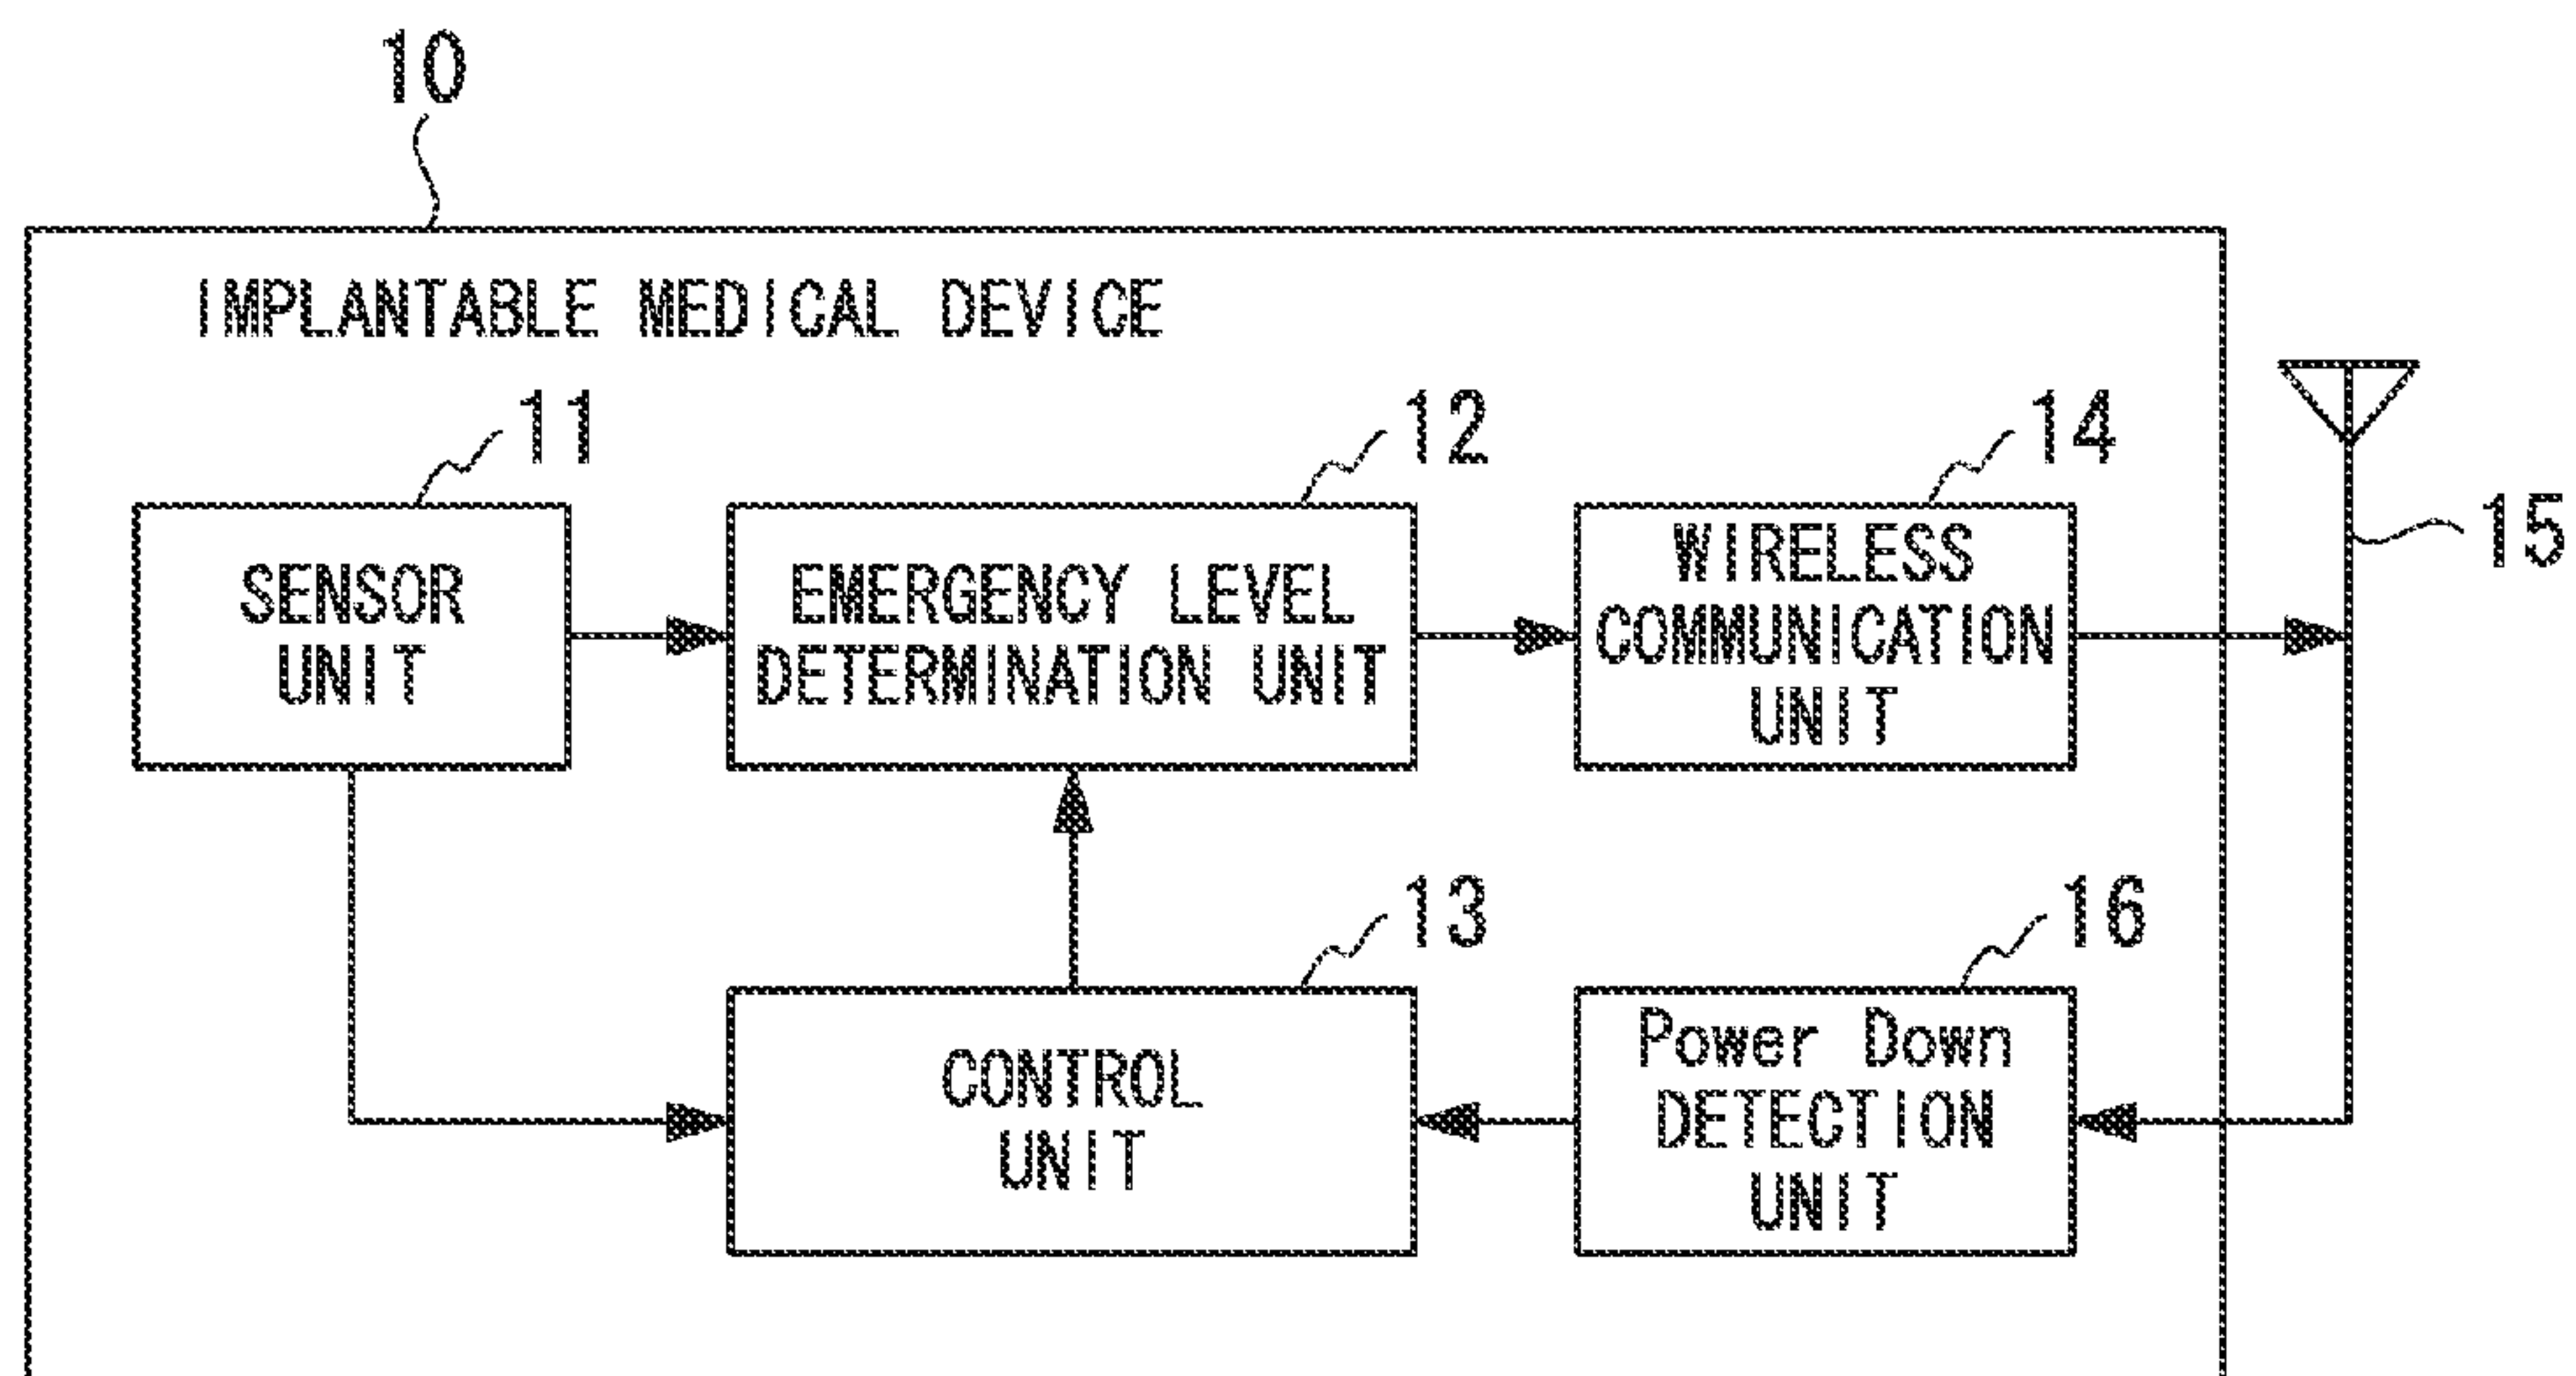 10
IMPLANTABLE MEDICAL DEVICE
11
12
14
15
SENSOR
UNIT
EMERGENCY LEVEL
DETERMINATION UNIT
WIRELESS
COMMUNICATION
UNIT
13
16
CONTROL
UNIT
Power Down
DETECTION
UNIT